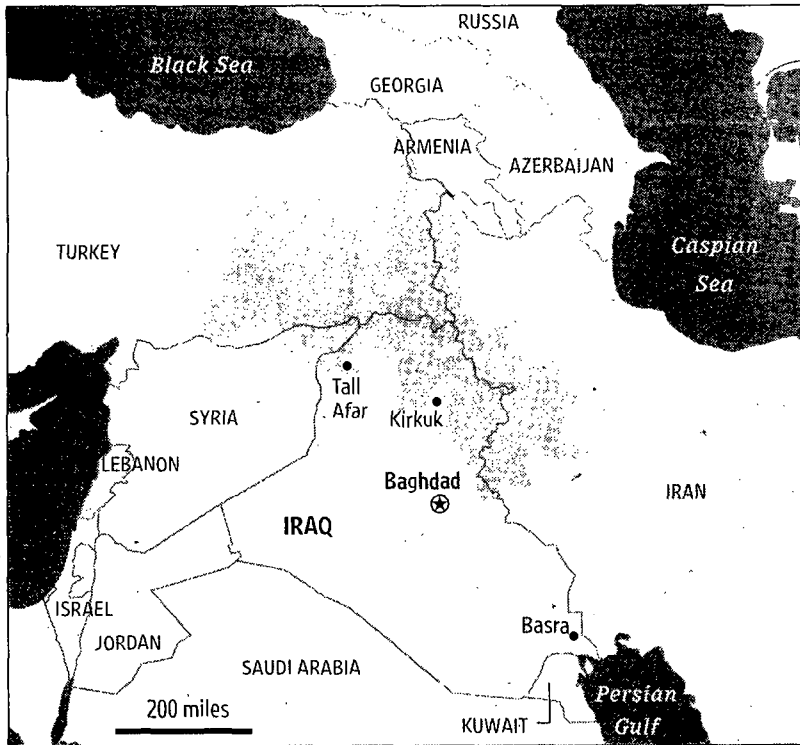 RUSSIA
Black Sea
GEORGIA
ARMENIA
AZERBAIJAN
TURKEY
Caspian
Sea
Tall
Afar
SYRIA
Kirkuk
LEBANON
Baghdad
IRAN
IRAQ
ISRAEL
Basra
JORDAN
SAUDI ARABIA
Persian
Gulf
200 miles
KUWAIT